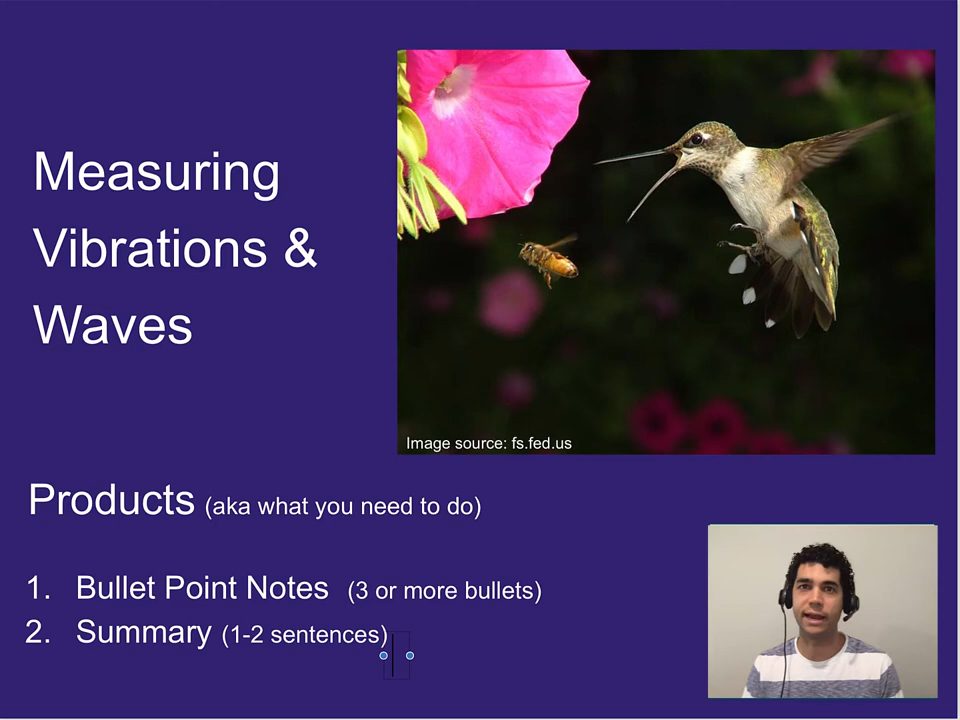 Measuring
Vibrations &
Waves
Image source: fs.fed.us
Products (aka what you need to do)
1. Bullet Point Notes (3 or more bullets)
2. Summary (1-2 sentences)